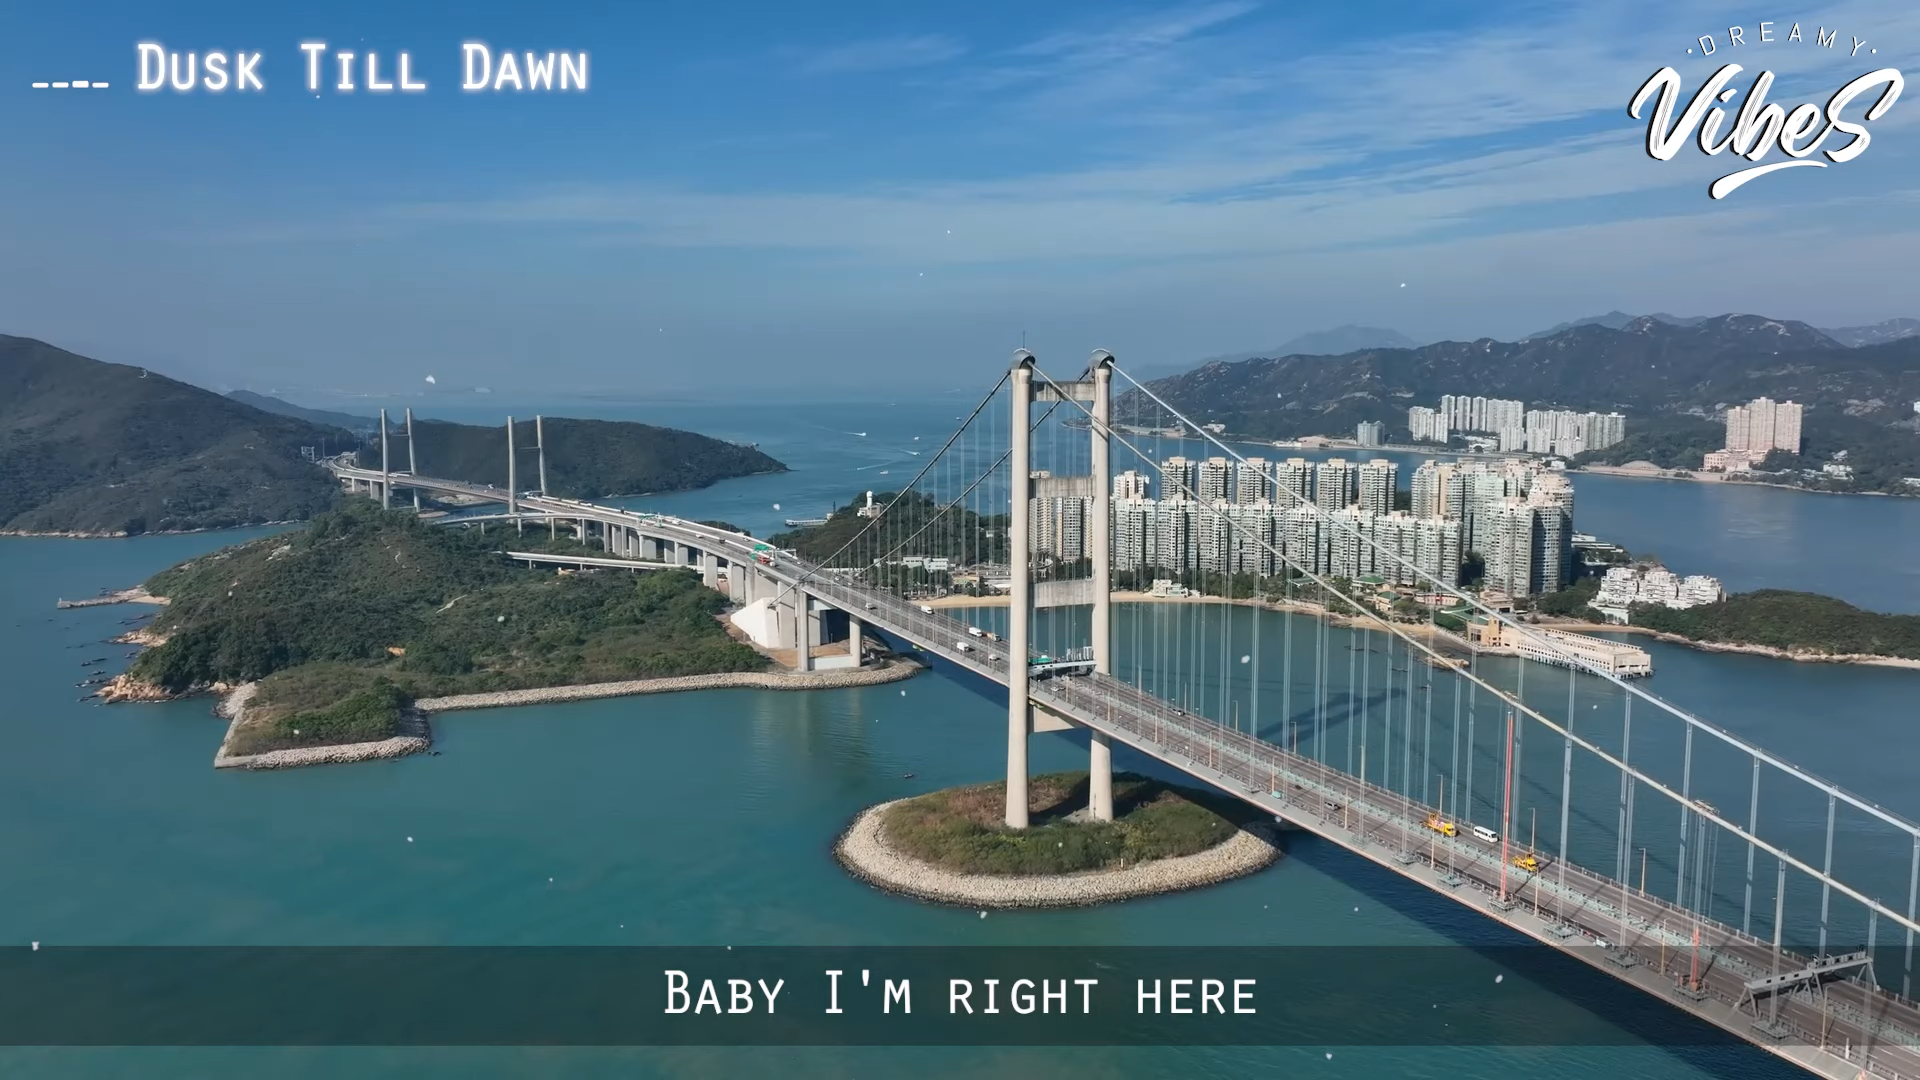 ---- Dusk Till Dawn
·DREAMY·
Vibes
Baby I'm right here